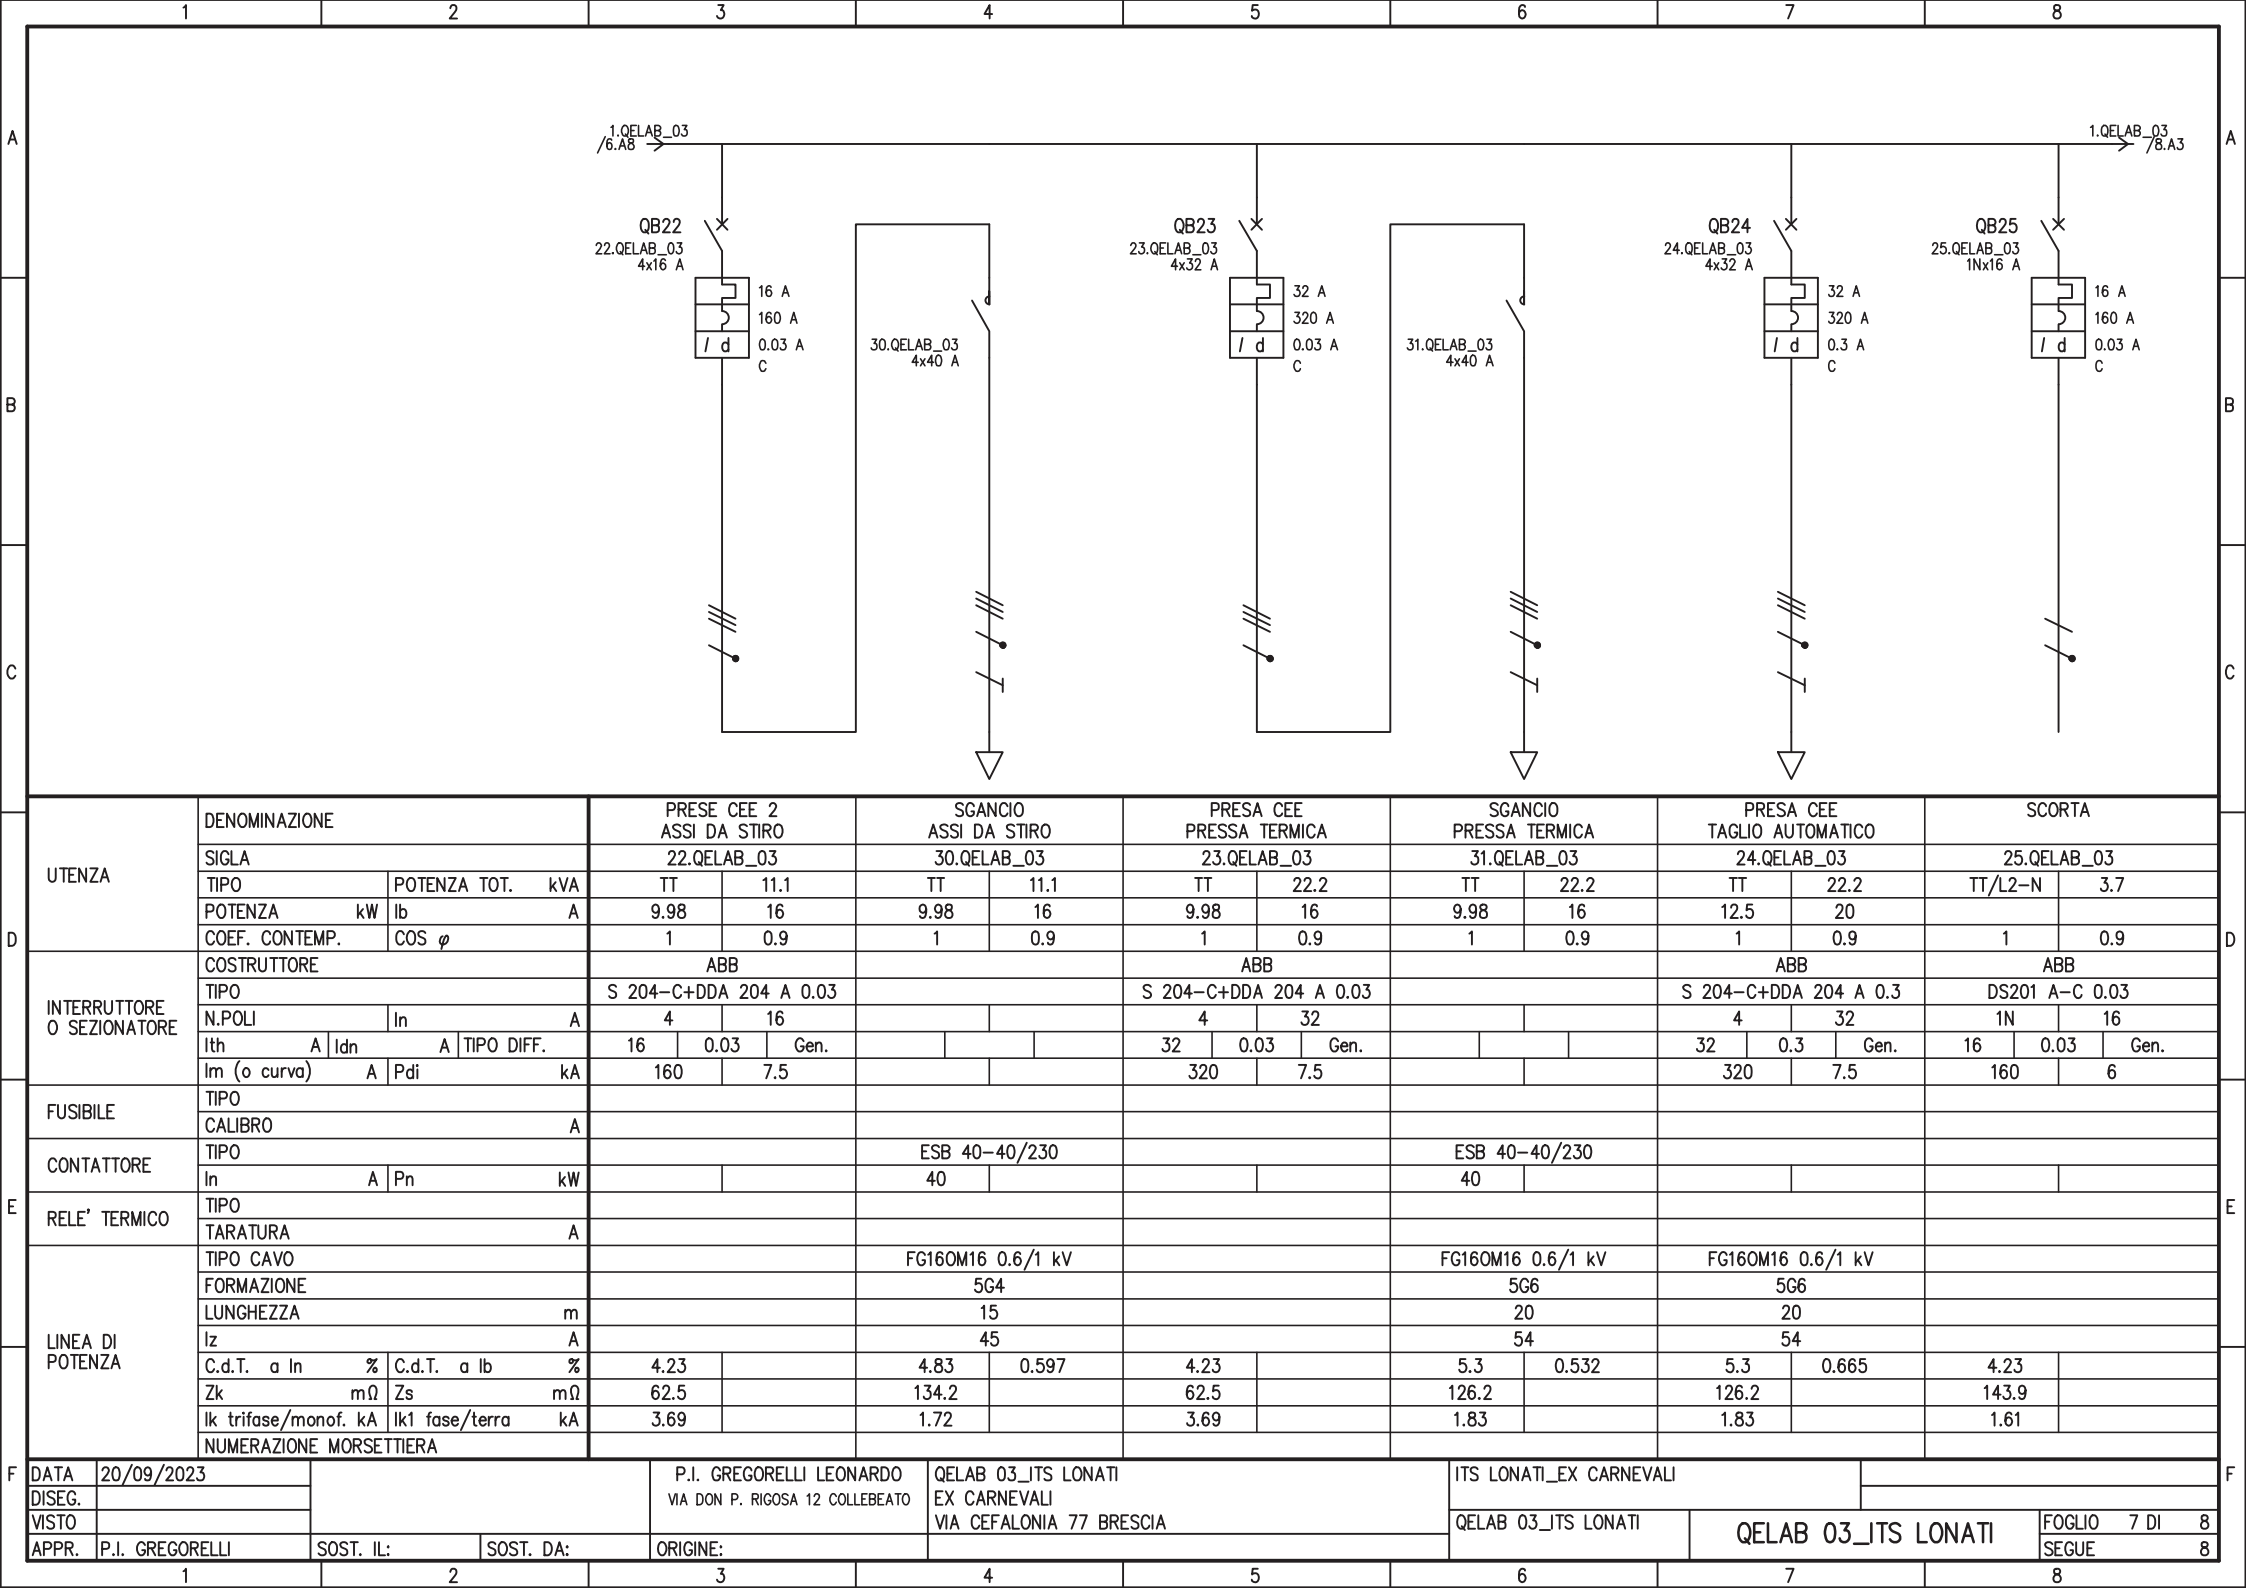 1 2 3 4 5 6 7 8
A A
B B
C C
D D
E E
F F
1.QELAB_03
/6.A8
1.QELAB_03
/8.A3
QB22
22.QELAB_03
4x16 A
16 A
160 A
I d 0.03 A
C
30.QELAB_03
4x40 A
QB23
23.QELAB_03
4x32 A
32 A
320 A
I d 0.03 A
C
31.QELAB_03
4x40 A
QB24
24.QELAB_03
4x32 A
32 A
320 A
I d 0.3 A
C
QB25
25.QELAB_03
1Nx16 A
16 A
160 A
I d 0.03 A
C
UTENZA
DENOMINAZIONE PRESE CEE 2 SGANCIO PRESA CEE SGANCIO PRESA CEE SCORTA
ASSI DA STIRO ASSI DA STIRO PRESSA TERMICA PRESSA TERMICA TAGLIO AUTOMATICO
SIGLA 22.QELAB_03 30.QELAB_03 23.QELAB_03 31.QELAB_03 24.QELAB_03 25.QELAB_03
TIPO POTENZA TOT. kVA TT 11.1 TT 11.1 TT 22.2 TT 22.2 TT 22.2 TT/L2-N 3.7
POTENZA kW Ib A 9.98 16 9.98 16 9.98 16 9.98 16 12.5 20
COEF. CONTEMP. COS φ 1 0.9 1 0.9 1 0.9 1 0.9 1 0.9 1 0.9
INTERRUTTORE
O SEZIONATORE
COSTRUTTORE ABB ABB ABB ABB
TIPO S 204-C+DDA 204 A 0.03 S 204-C+DDA 204 A 0.03 S 204-C+DDA 204 A 0.3 DS201 A-C 0.03
N.POLI In A 4 16 4 32 4 32 1N 16
Ith A Idn A TIPO DIFF. 16 0.03 Gen. 32 0.03 Gen. 32 0.3 Gen. 16 0.03 Gen.
Im (o curva) A Pdi kA 160 7.5 320 7.5 320 7.5 160 6
FUSIBILE
TIPO
CALIBRO A
CONTATTORE
TIPO ESB 40-40/230 ESB 40-40/230
In A Pn kW 40 40
RELE' TERMICO
TIPO
TARATURA A
LINEA DI
POTENZA
TIPO CAVO FG16OM16 0.6/1 kV FG16OM16 0.6/1 kV FG16OM16 0.6/1 kV
FORMAZIONE 5G4 5G6 5G6
LUNGHEZZA m 15 20 20
Iz A 45 54 54
C.d.T. a In % C.d.T. a Ib % 4.23 4.83 0.597 4.23 5.3 0.532 5.3 0.665 4.23
Zk mΩ Zs mΩ 62.5 134.2 62.5 126.2 126.2 143.9
Ik trifase/monof. kA Ik1 fase/terra kA 3.69 1.72 3.69 1.83 1.83 1.61
NUMERAZIONE MORSETTIERA
DATA 20/09/2023
DISEG.
VISTO
APPR. P.I. GREGORELLI
SOST. IL: SOST. DA:
P.I. GREGORELLI LEONARDO
VIA DON P. RIGOSA 12 COLLEBEATO
ORIGINE:
QELAB 03_ITS LONATI
EX CARNEVALI
VIA CEFALONIA 77 BRESCIA
ITS LONATI_EX CARNEVALI
QELAB 03_ITS LONATI
QELAB 03_ITS LONATI
FOGLIO 7 DI 8
SEGUE 8
1 2 3 4 5 6 7 8